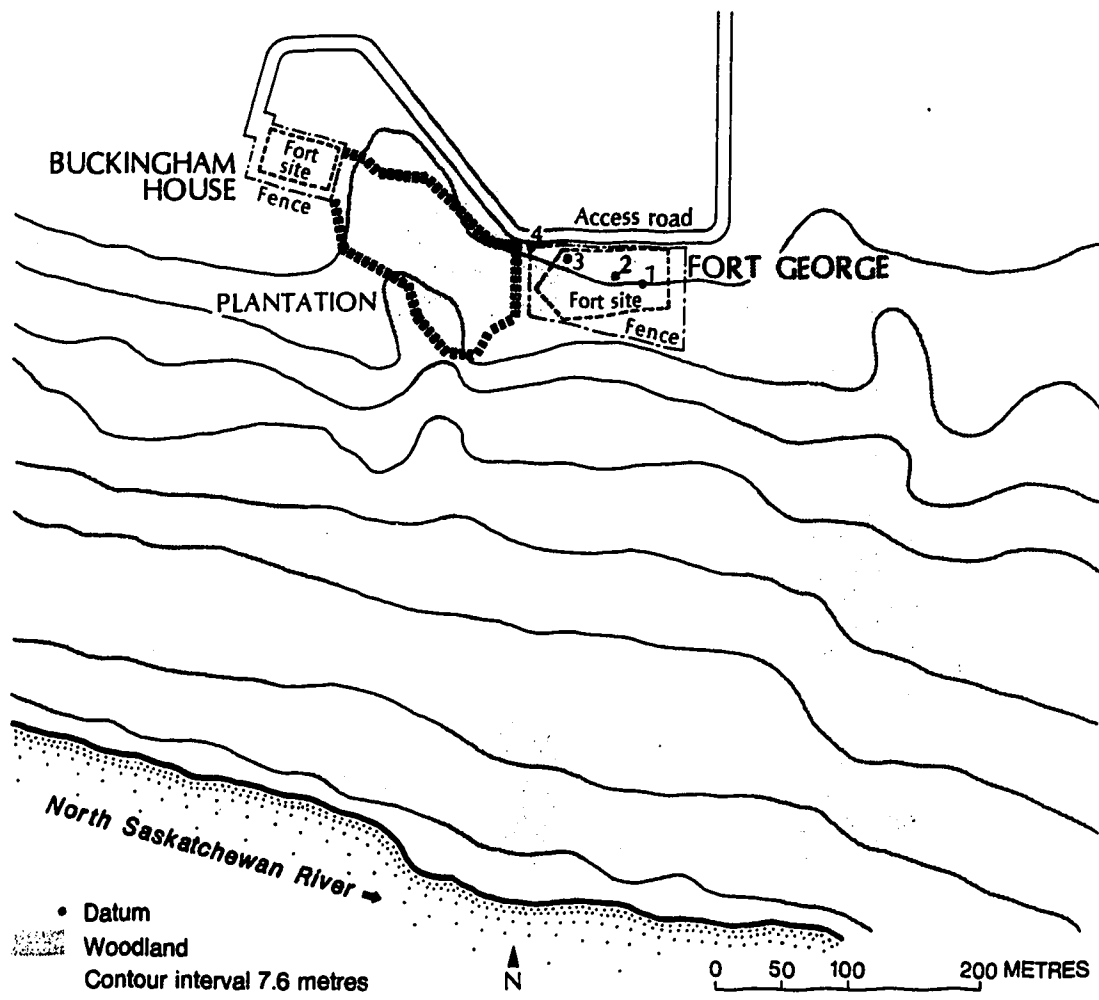 BUCKINGHAM
HOUSE
Fort
site
Fence
PLANTATION
Access road
4
3
2
1
FORT GEORGE
Fort site
Fence
North Saskatchewan River
• Datum
Woodland
Contour interval 7.6 metres
N
0 50 100 200 METRES